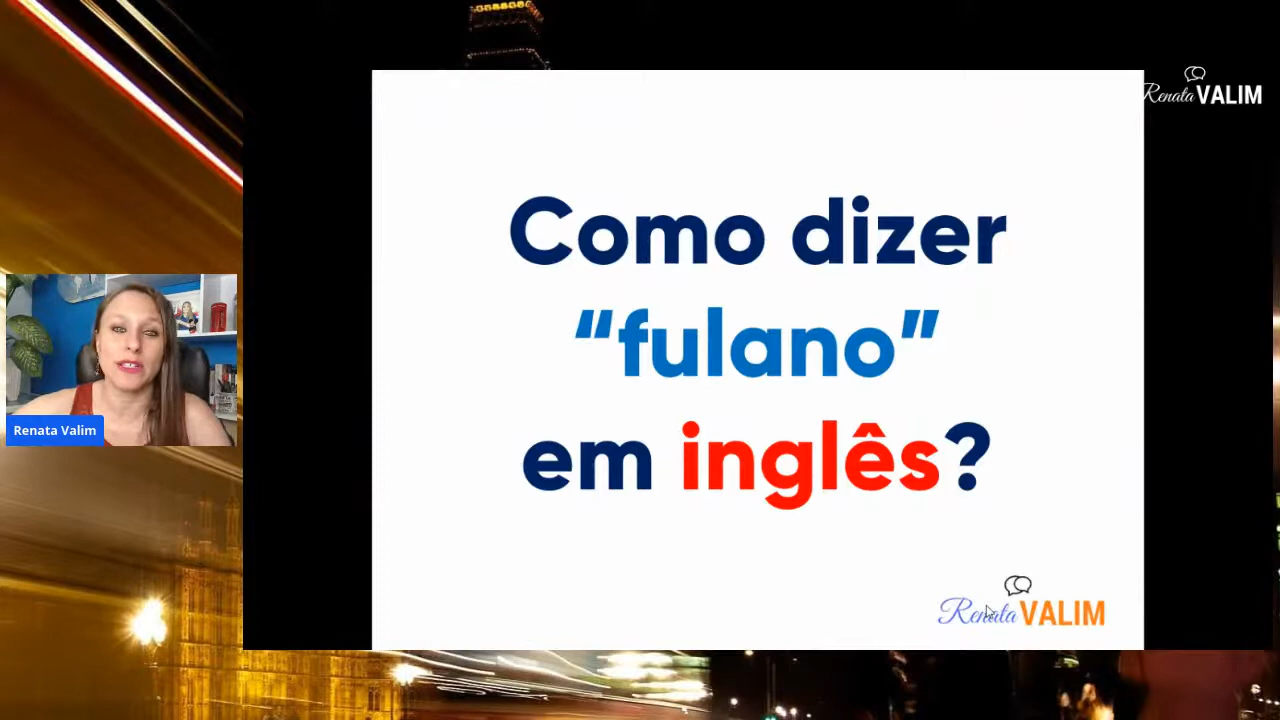 Renata VALIM
Como dizer
“fulano”
em inglês?
Renata Valim
Renata VALIM